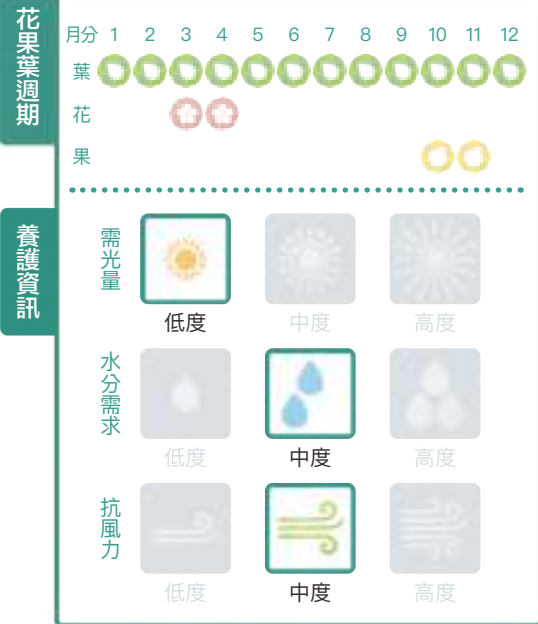 花果葉週期
月分 1 2 3 4 5 6 7 8 9 10 11 12
葉
花
果
養護資訊
需光量
低度 中度 高度
水分需求
低度 中度 高度
抗風力
低度 中度 高度